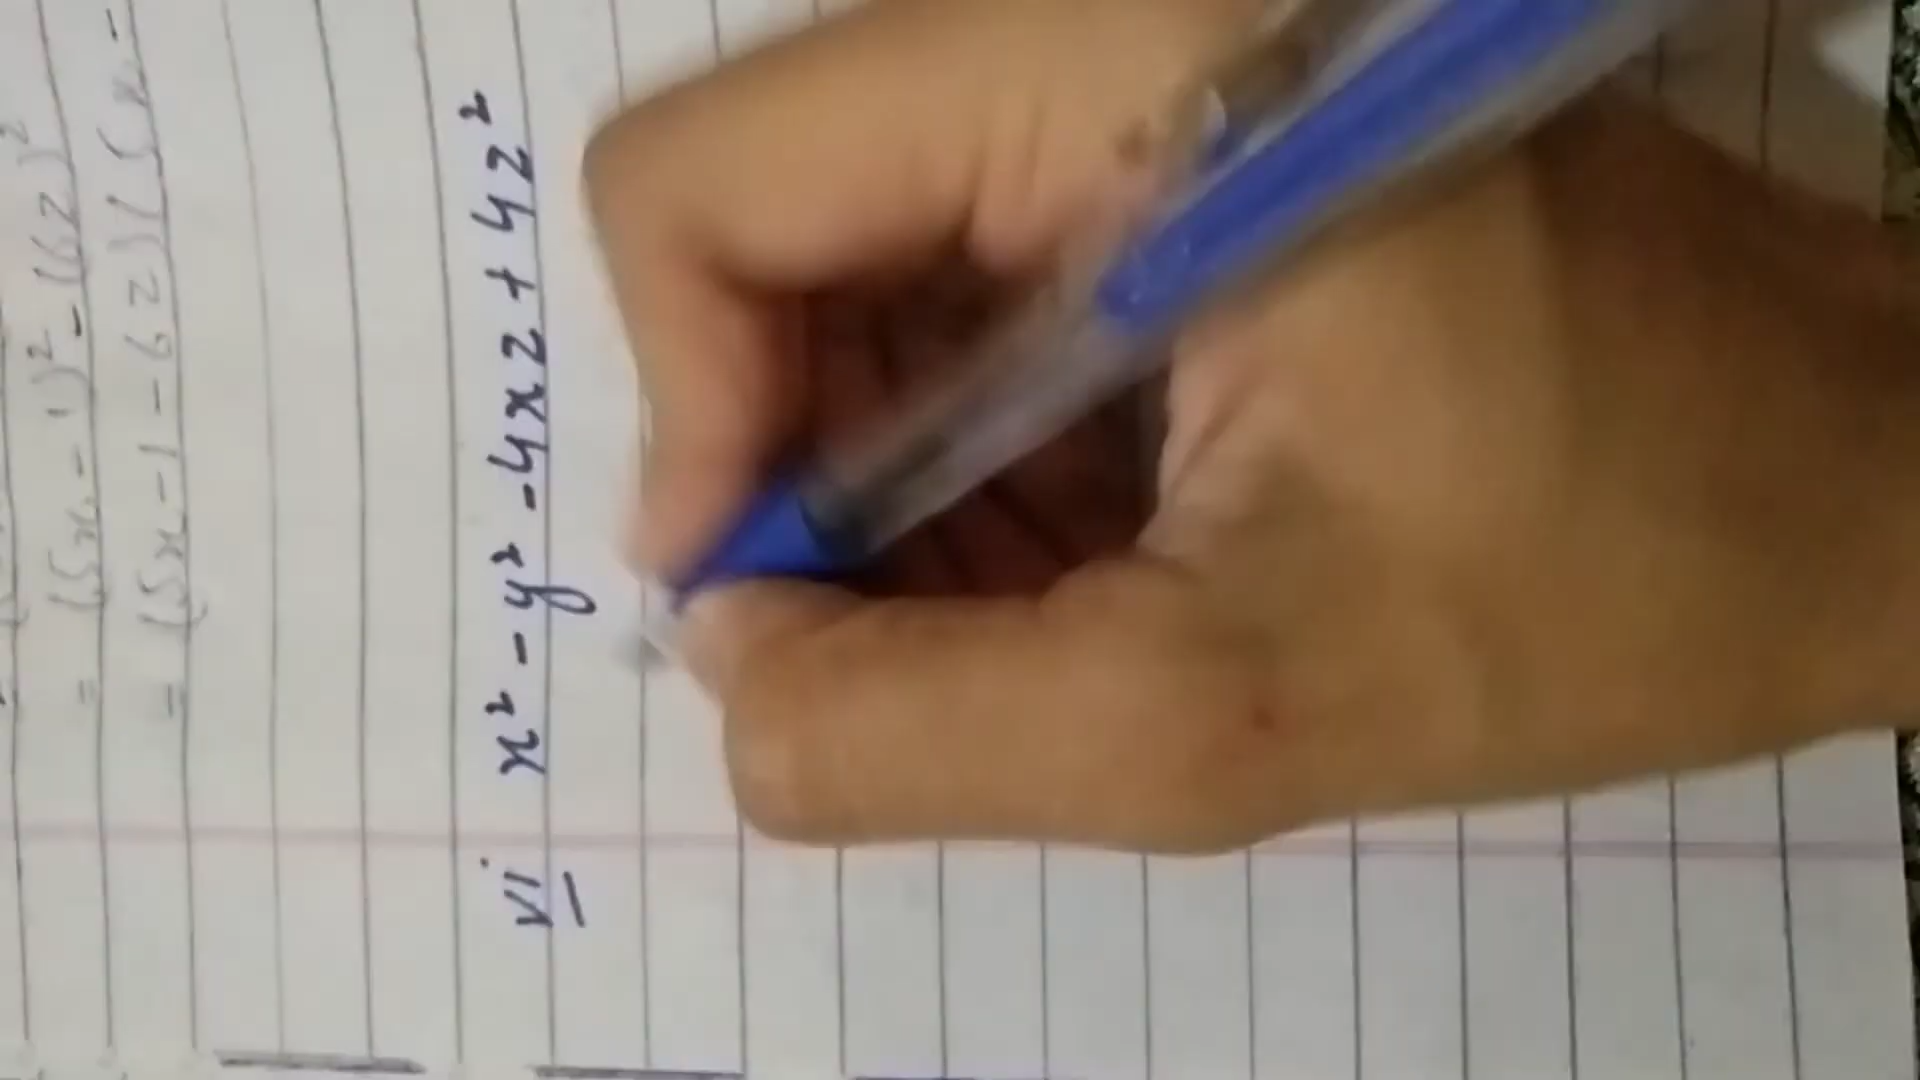 = (5x - 1)² - (6z)²
= (5x - 1 - 6z)(5x -
vi x² - y² - 4xz + 4z²